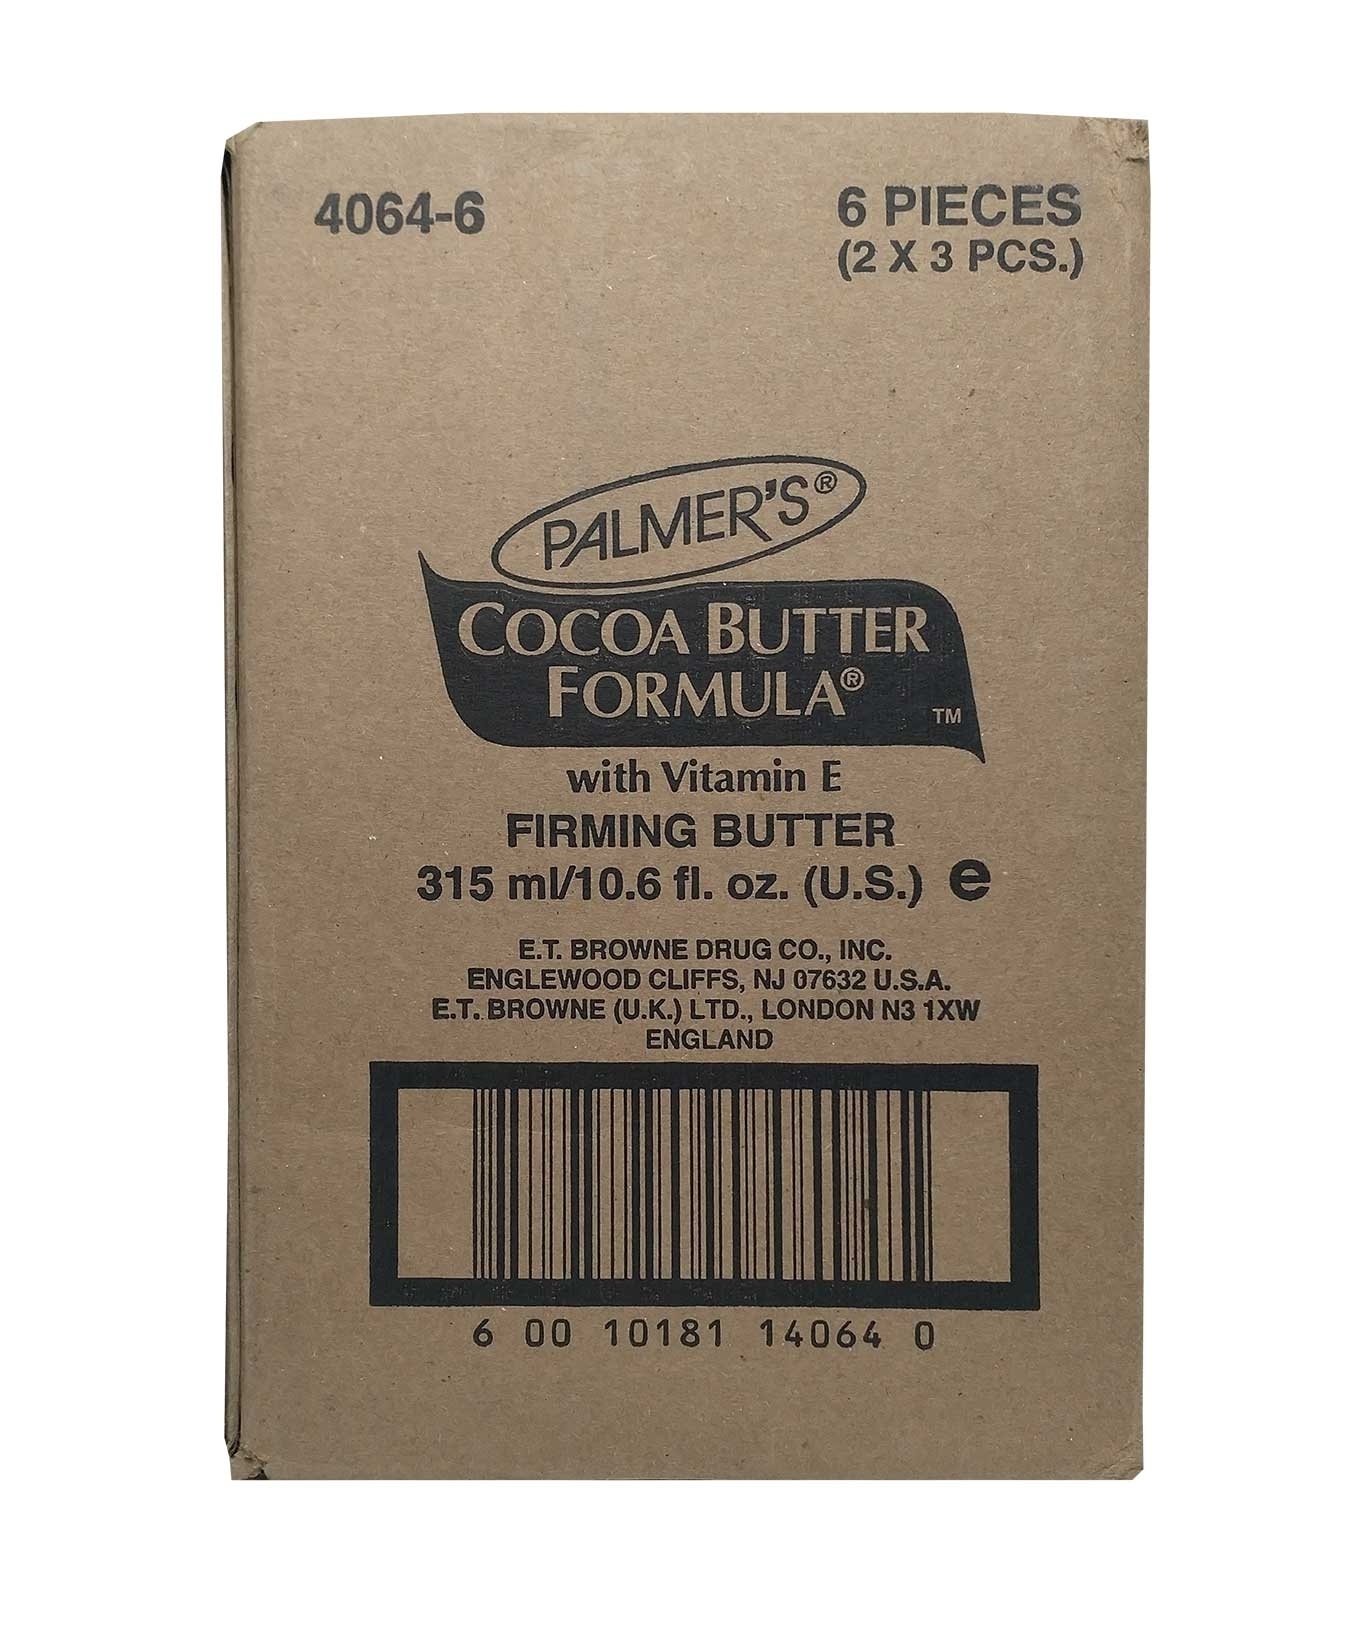 4064-6
6 PIECES
(2 X 3 PCS.)
PALMER'S®
COCOA BUTTER
FORMULA®
TM
with Vitamin E
FIRMING BUTTER
315 ml/10.6 fl. oz. (U.S.) e
E.T. BROWNE DRUG CO., INC.
ENGLEWOOD CLIFFS, NJ 07632 U.S.A.
E.T. BROWNE (U.K.) LTD., LONDON N3 1XW
ENGLAND
6 00 10181 14064 0